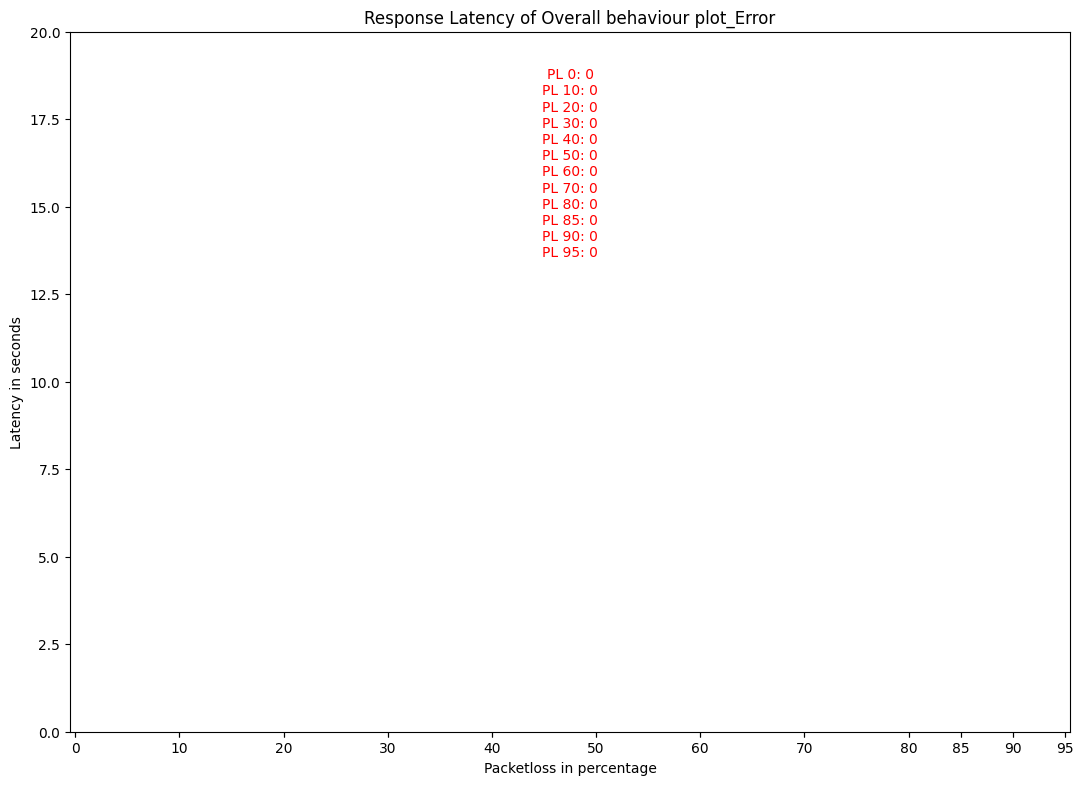 Response Latency of Overall behaviour plot_Error
20.0
17.5
15.0
12.5
10.0
7.5
5.0
2.5
0.0
Latency in seconds
PL 0: 0
PL 10: 0
PL 20: 0
PL 30: 0
PL 40: 0
PL 50: 0
PL 60: 0
PL 70: 0
PL 80: 0
PL 85: 0
PL 90: 0
PL 95: 0
0 10 20 30 40 50 60 70 80 85 90 95
Packetloss in percentage